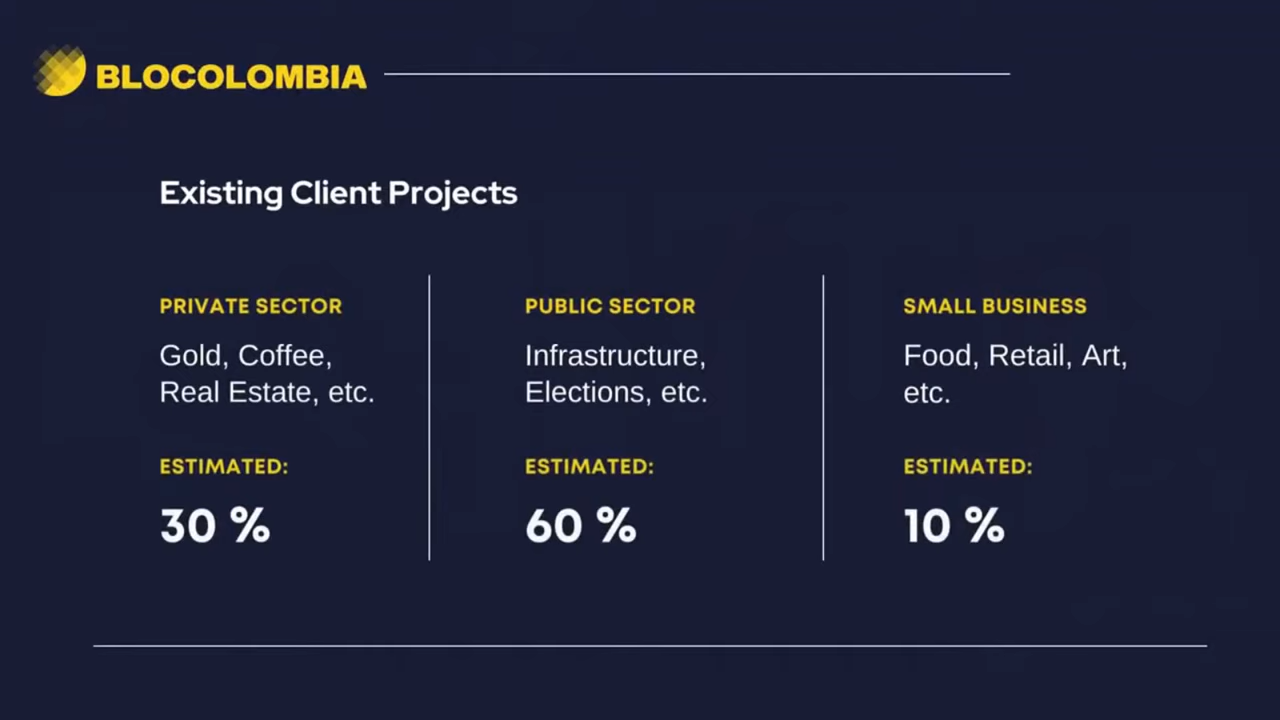 BLOCOLOMBIA
Existing Client Projects
PRIVATE SECTOR
Gold, Coffee,
Real Estate, etc.
ESTIMATED:
30 %
PUBLIC SECTOR
Infrastructure,
Elections, etc.
ESTIMATED:
60 %
SMALL BUSINESS
Food, Retail, Art,
etc.
ESTIMATED:
10 %